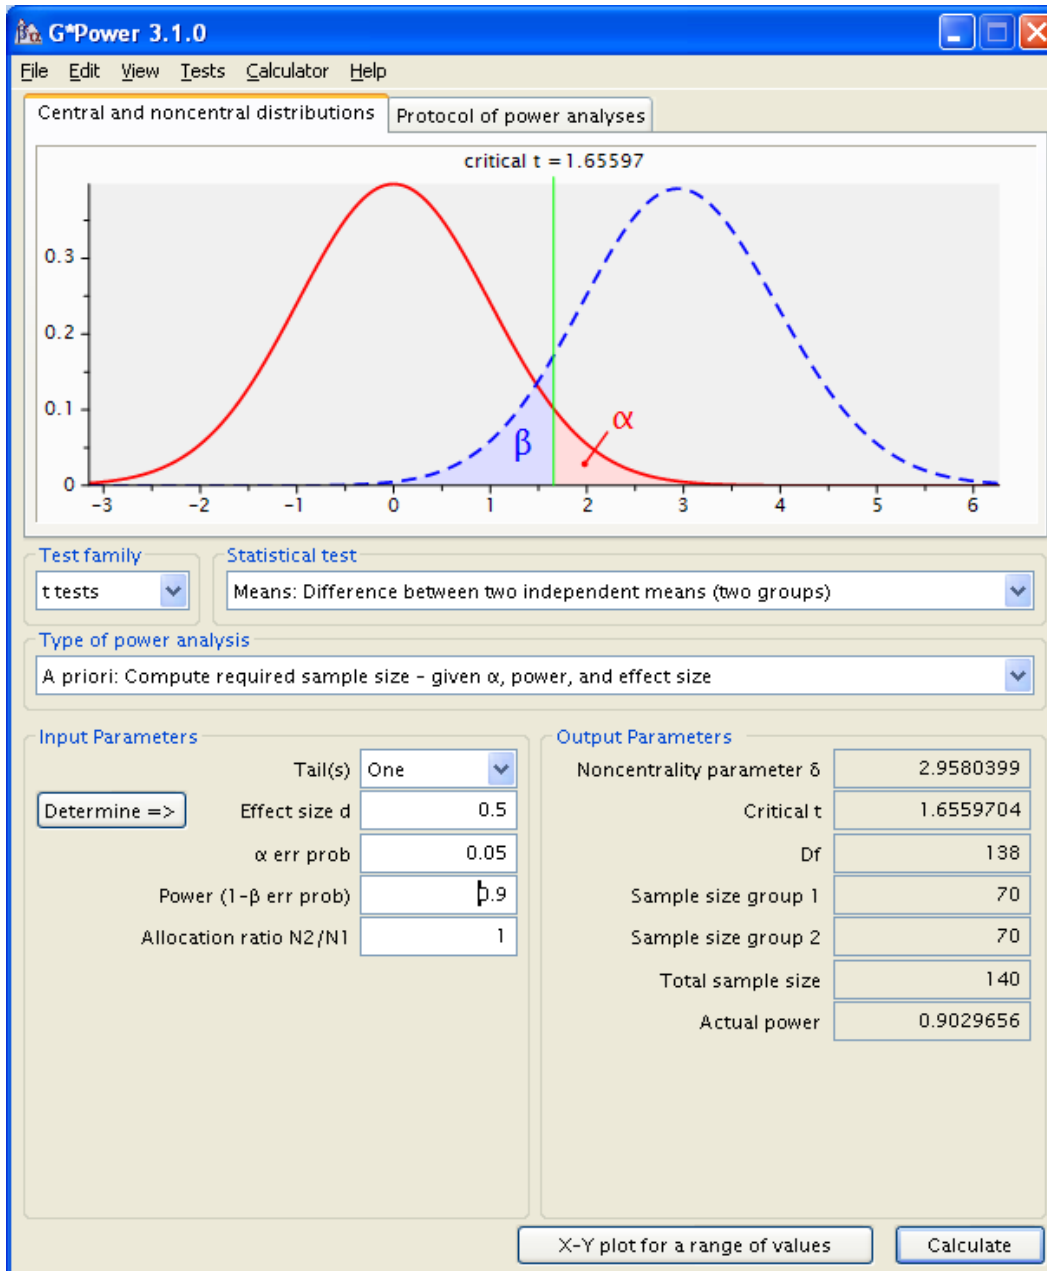 G*Power 3.1.0
File Edit View Tests Calculator Help
Central and noncentral distributions Protocol of power analyses
critical t = 1.65597
0.3
0.2
0.1
0
β
α
-3 -2 -1 0 1 2 3 4 5 6
Test family
t tests
Statistical test
Means: Difference between two independent means (two groups)
Type of power analysis
A priori: Compute required sample size - given α, power, and effect size
Input Parameters
Tail(s) One
Determine => Effect size d 0.5
α err prob 0.05
Power (1-β err prob) 0.9
Allocation ratio N2/N1 1
Output Parameters
Noncentrality parameter δ 2.9580399
Critical t 1.6559704
Df 138
Sample size group 1 70
Sample size group 2 70
Total sample size 140
Actual power 0.9029656
X-Y plot for a range of values Calculate